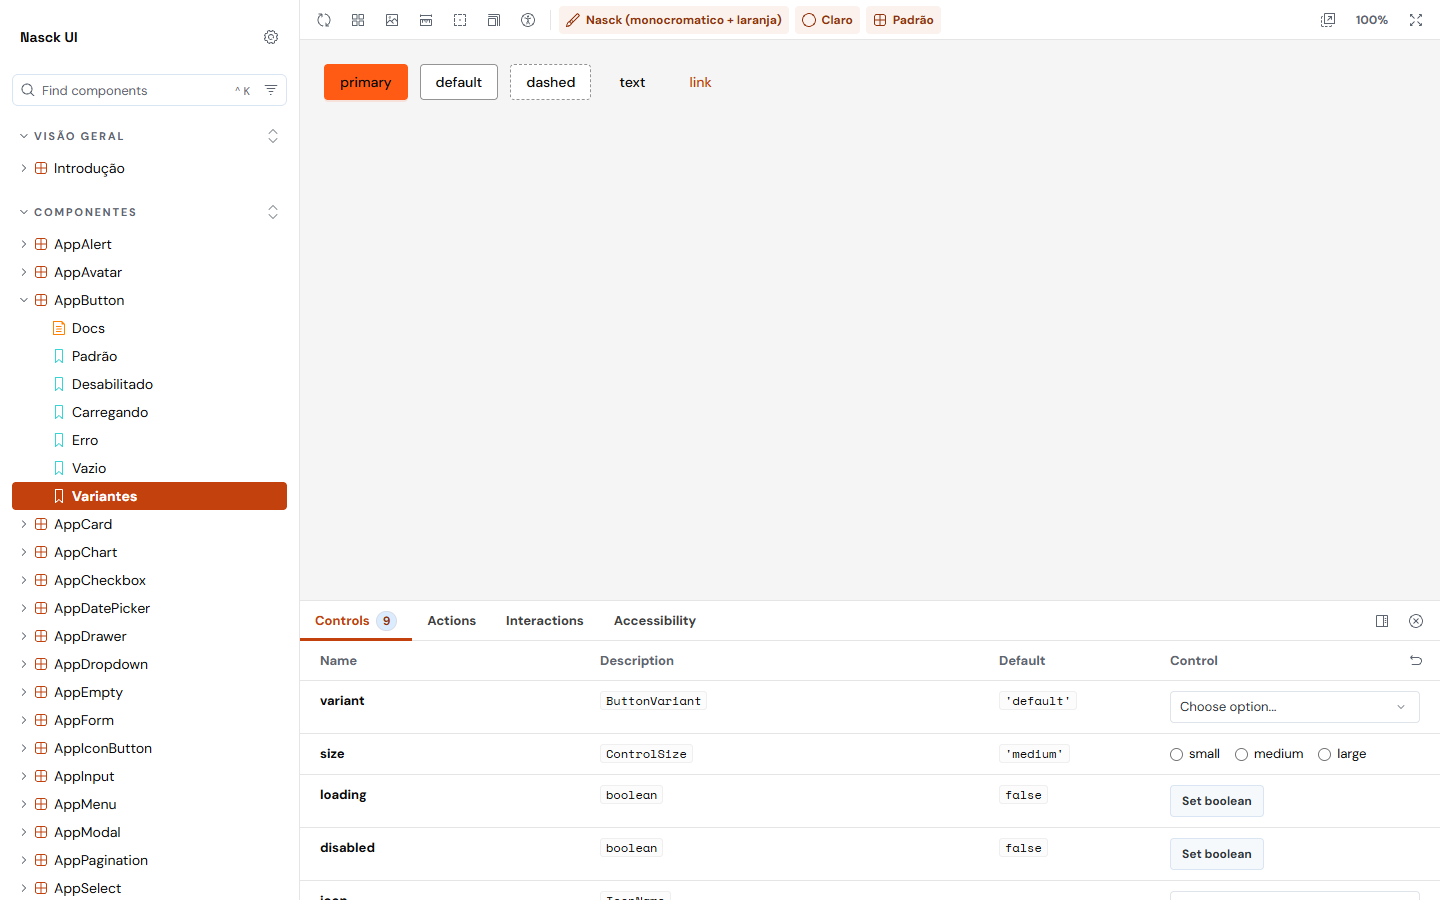 Nasck UI
Find components
^ K
VISÃO GERAL
Introdução
COMPONENTES
AppAlert
AppAvatar
AppButton
Docs
Padrão
Desabilitado
Carregando
Erro
Vazio
Variantes
AppCard
AppChart
AppCheckbox
AppDatePicker
AppDrawer
AppDropdown
AppEmpty
AppForm
AppIconButton
AppInput
AppMenu
AppModal
AppPagination
AppSelect
Nasck (monocromatico + laranja)
Claro
Padrão
100%
primary
default
dashed
text
link
Controls 9
Actions
Interactions
Accessibility
Name
Description
Default
Control
variant
ButtonVariant
'default'
Choose option...
size
ControlSize
'medium'
small
medium
large
loading
boolean
false
Set boolean
disabled
boolean
false
Set boolean
icon
IconName